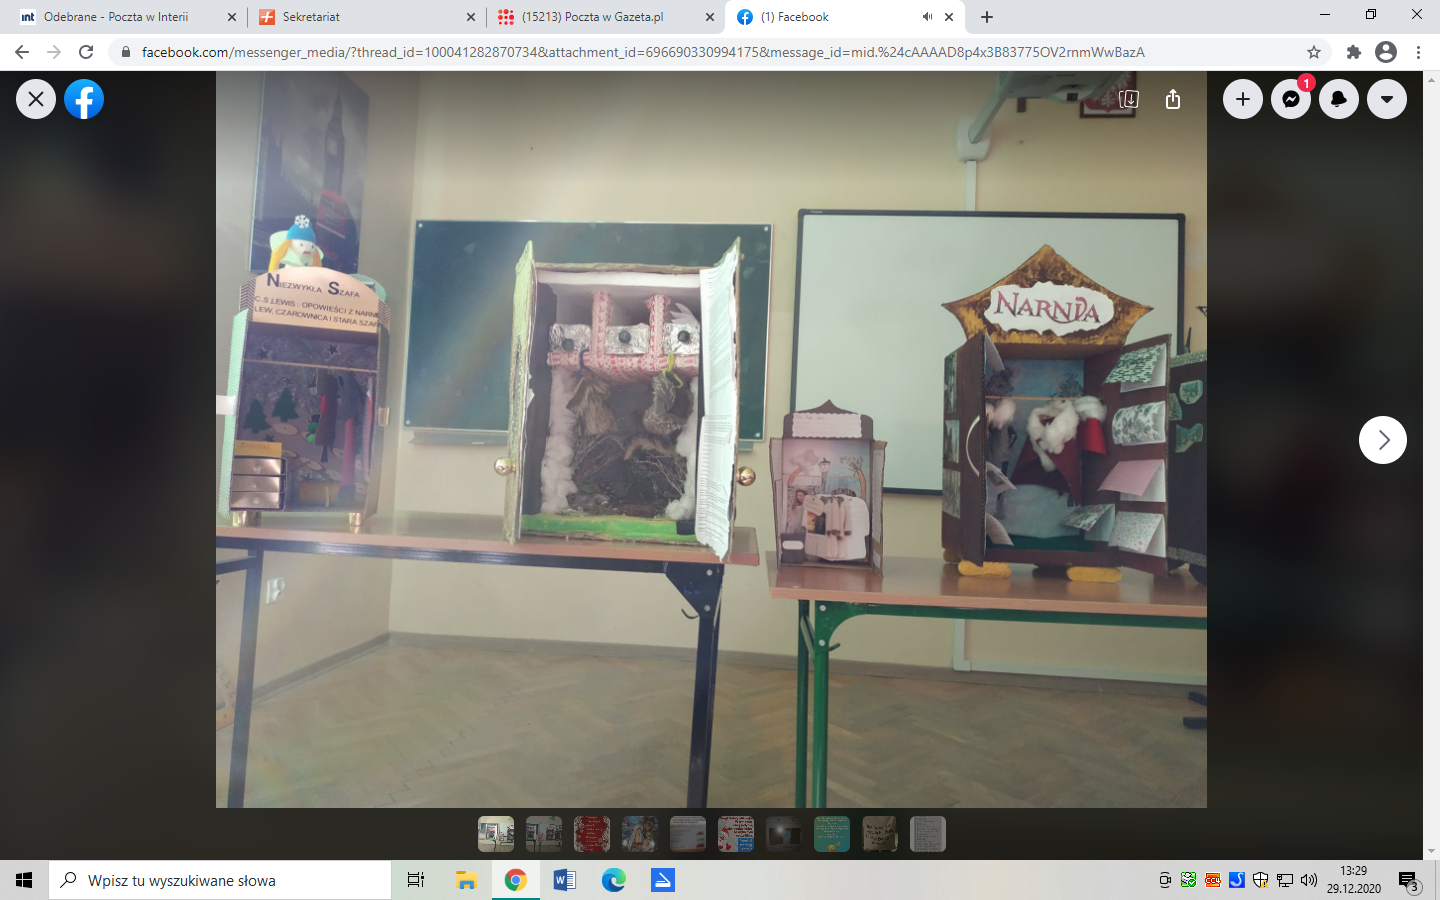 Odebrane - Poczta w Interii
Sekretariat
(15213) Poczta w Gazeta.pl
(1) Facebook
facebook.com/messenger_media/?thread_id=100041282870734&attachment_id=696690330994175&message_id=mid.%24cAAAAD8p4x3B83775OV2rnmWwBazA
1
NIEZWYKŁA SZAFA
C.S.LEWIS : OPOWIEŚCI Z NARNII
LEW, CZAROWNICA I STARA SZAFA
NARNIA
Wpisz tu wyszukiwane słowa
13:29
29.12.2020
3